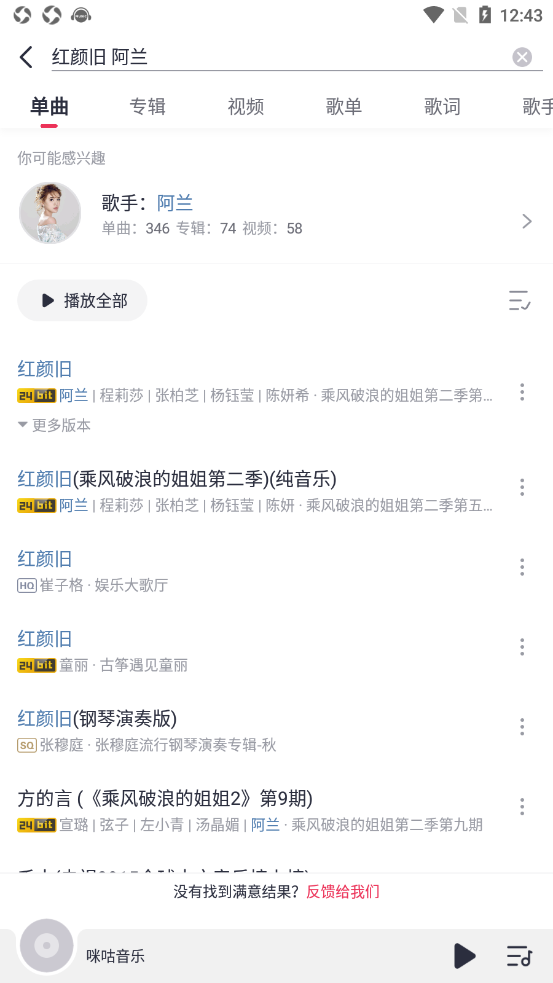 12:43
红颜旧 阿兰
单曲 专辑 视频 歌单 歌词 歌手
你可能感兴趣
歌手：阿兰
单曲：346 专辑：74 视频：58
播放全部
红颜旧
24bit 阿兰 | 程莉莎 | 张柏芝 | 杨钰莹 | 陈妍希 · 乘风破浪的姐姐第二季第...
更多版本
红颜旧(乘风破浪的姐姐第二季)(纯音乐)
24bit 阿兰 | 程莉莎 | 张柏芝 | 杨钰莹 | 陈妍 · 乘风破浪的姐姐第二季第五...
红颜旧
HQ 崔子格 · 娱乐大歌厅
红颜旧
24bit 童丽 · 古筝遇见童丽
红颜旧(钢琴演奏版)
SQ 张穆庭 · 张穆庭流行钢琴演奏专辑-秋
方的言 (《乘风破浪的姐姐2》第9期)
24bit 宣璐 | 弦子 | 左小青 | 汤晶媚 | 阿兰 · 乘风破浪的姐姐第二季第九期
没有找到满意结果？反馈给我们
咪咕音乐